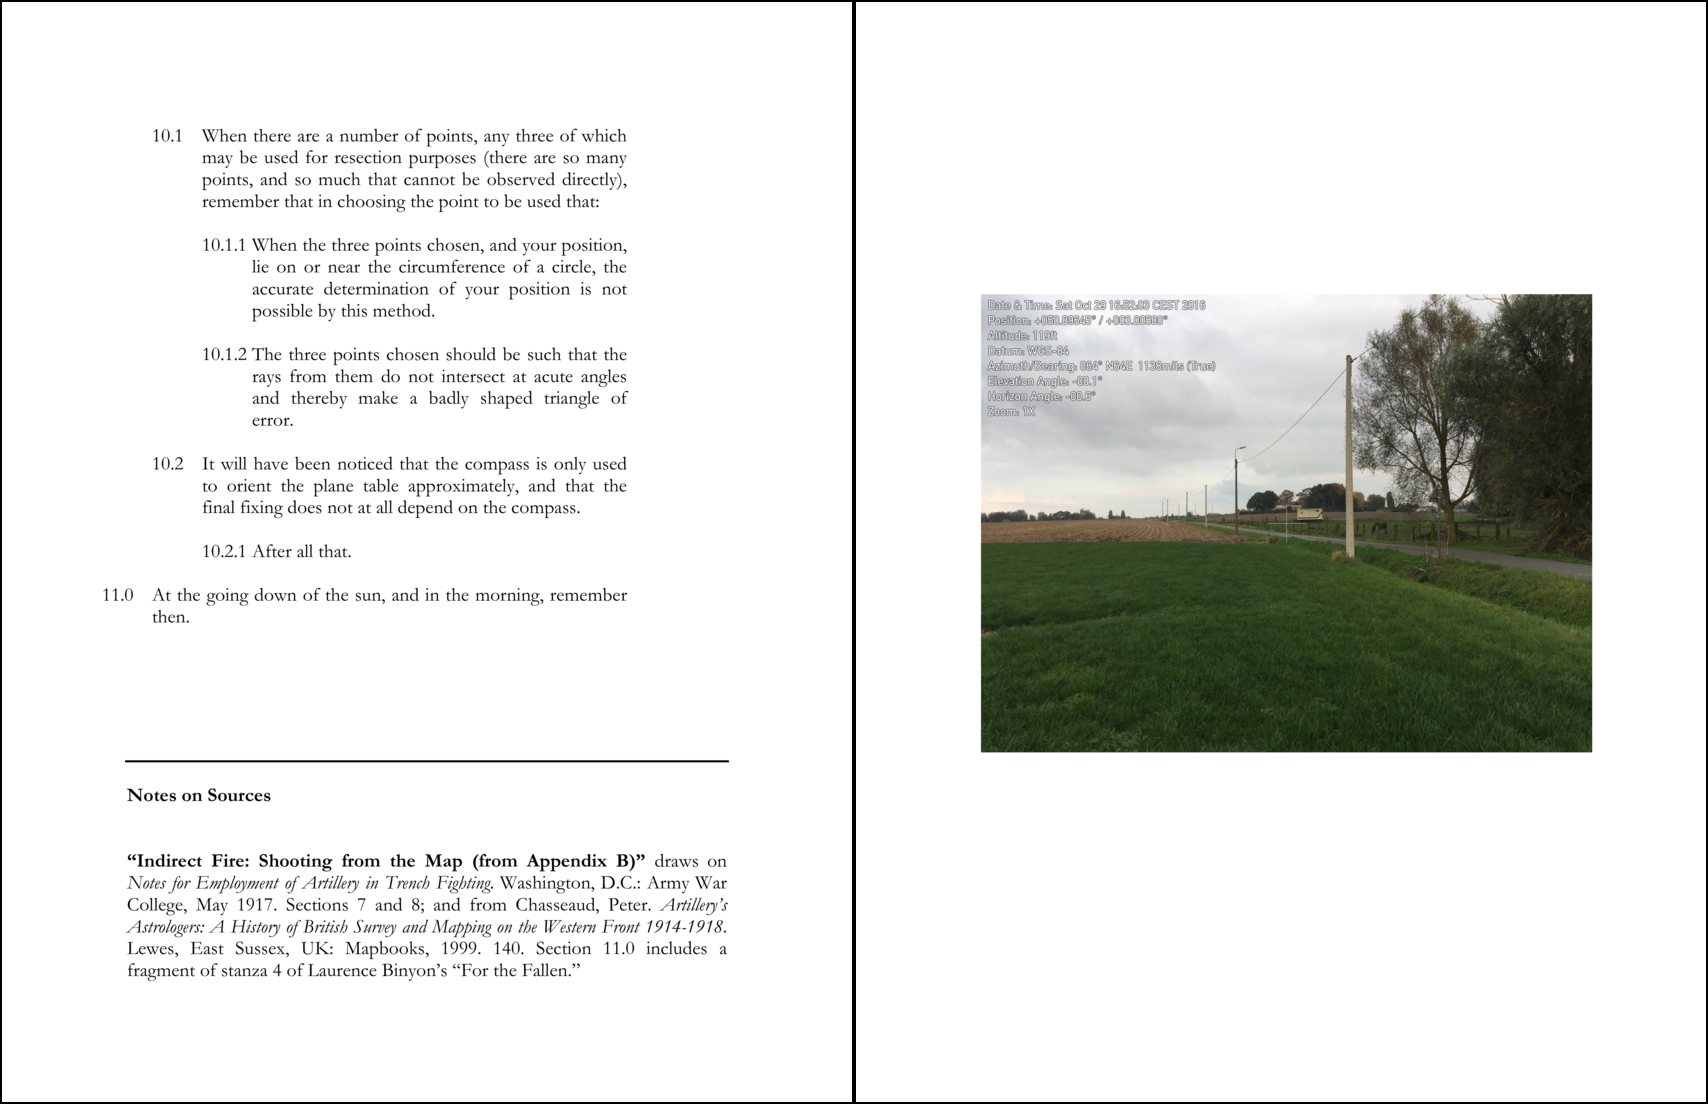 10.1 When there are a number of points, any three of which
may be used for resection purposes (there are so many
points, and so much that cannot be observed directly),
remember that in choosing the point to be used that:
10.1.1 When the three points chosen, and your position,
lie on or near the circumference of a circle, the
accurate determination of your position is not
possible by this method.
10.1.2 The three points chosen should be such that the
rays from them do not intersect at acute angles
and thereby make a badly shaped triangle of
error.
10.2 It will have been noticed that the compass is only used
to orient the plane table approximately, and that the
final fixing does not at all depend on the compass.
10.2.1 After all that.
11.0 At the going down of the sun, and in the morning, remember
then.
Notes on Sources
“Indirect Fire: Shooting from the Map (from Appendix B)” draws on
Notes for Employment of Artillery in Trench Fighting. Washington, D.C.: Army War
College, May 1917. Sections 7 and 8; and from Chasseaud, Peter. Artillery’s
Astrologers: A History of British Survey and Mapping on the Western Front 1914-1918.
Lewes, East Sussex, UK: Mapbooks, 1999. 140. Section 11.0 includes a
fragment of stanza 4 of Laurence Binyon’s “For the Fallen.”
Date & Time: Sat Oct 29 CEST 2016
Position:
Altitude: 119ft
Datum: WGS-84
Azimuth/Bearing: 064° N64E 1138mils (True)
Elevation Angle: -00.1°
Horizon Angle:
Zoom: 1X